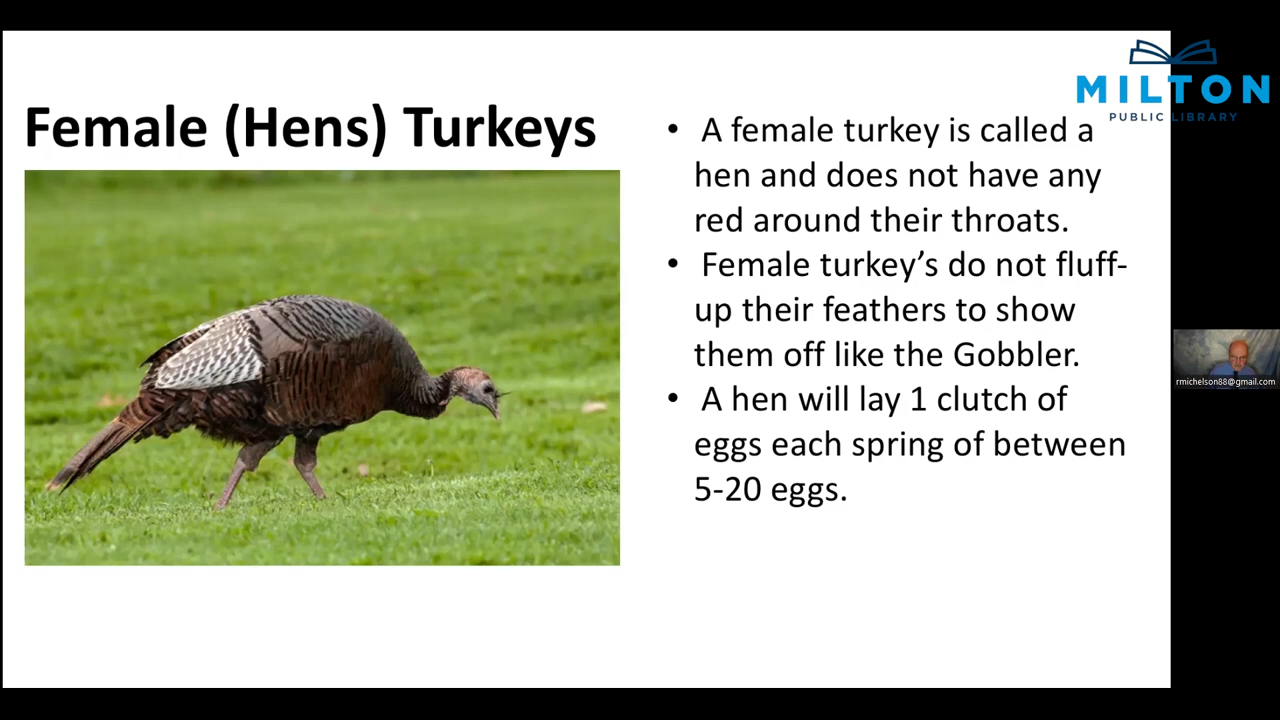 MILTON
PUBLIC LIBRARY
Female (Hens) Turkeys
• A female turkey is called a
hen and does not have any
red around their throats.
• Female turkey’s do not fluff-
up their feathers to show
them off like the Gobbler.
• A hen will lay 1 clutch of
eggs each spring of between
5-20 eggs.
rmichelson88@gmail.com